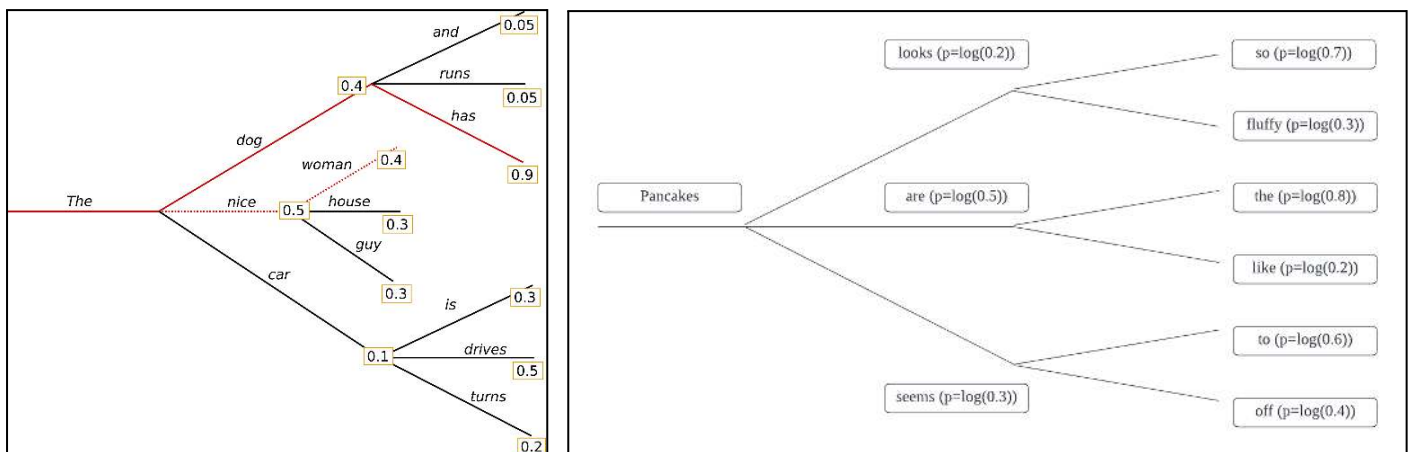 and
0.05
runs
0.4
0.05
has
dog
woman
0.4
0.9
The
nice
0.5
house
0.3
guy
car
0.3
is
0.3
0.1
drives
0.5
turns
0.2
looks (p=log(0.2))
so (p=log(0.7))
fluffy (p=log(0.3))
Pancakes
are (p=log(0.5))
the (p=log(0.8))
like (p=log(0.2))
to (p=log(0.6))
seems (p=log(0.3))
off (p=log(0.4))